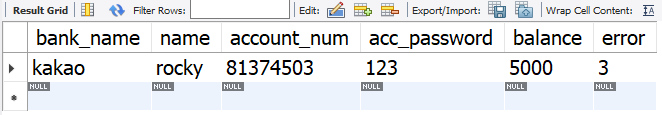 Result Grid Filter Rows: Edit: Export/Import: Wrap Cell Content:
bank_name name account_num acc_password balance error
kakao rocky 81374503 123 5000 3
NULL NULL NULL NULL NULL NULL